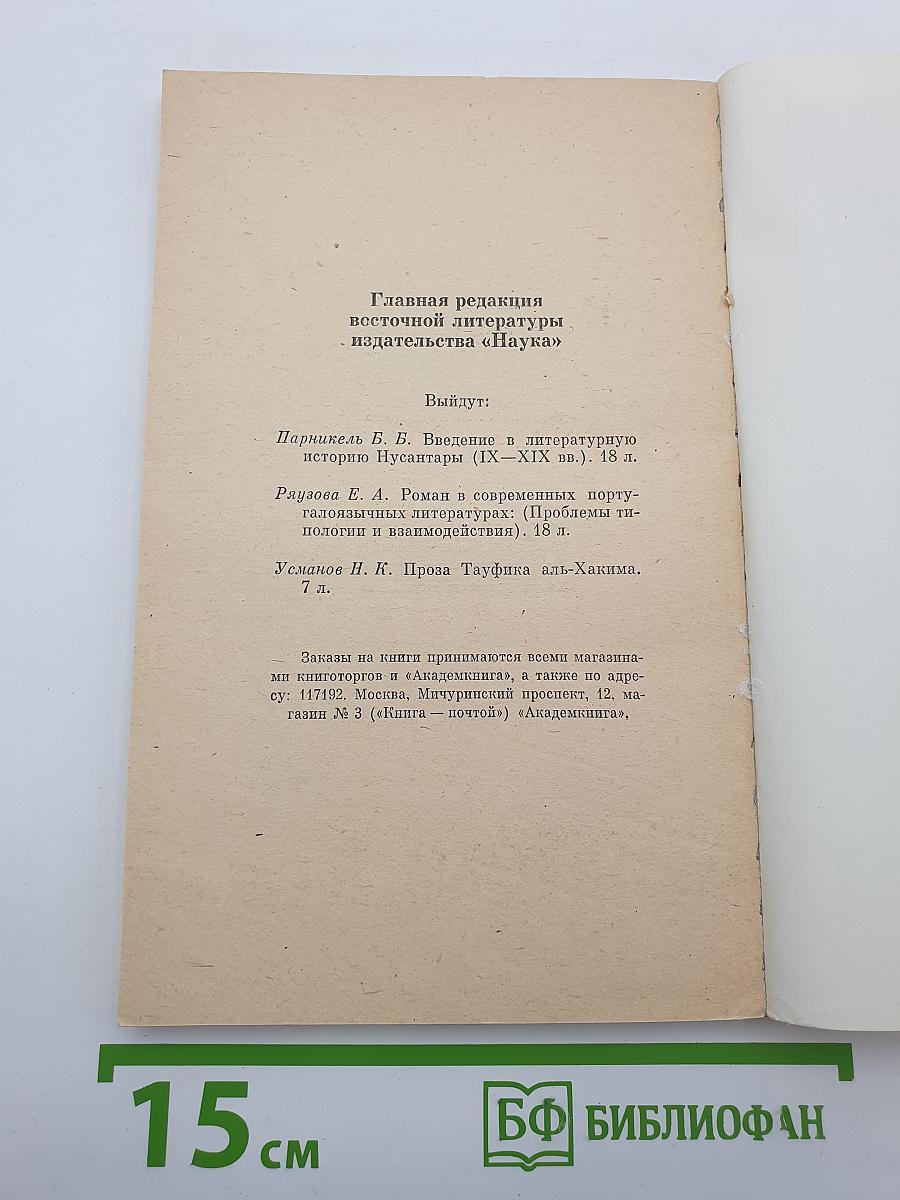 Главная редакция
восточной литературы
издательства «Наука»
Выйдут:
Парникель Б. Б. Введение в литературную
историю Нусантары (IX—XIX вв.). 18 л.
Ряузова Е. А. Роман в современных порту-
галоязычных литературах: (Проблемы ти-
пологии и взаимодействия). 18 л.
Усманов Н. К. Проза Тауфика аль-Хакима.
7 л.
Заказы на книги принимаются всеми магазина-
ми книготоргов и «Академкнига», а также по адре-
су: 117192. Москва, Мичуринский проспект, 12, ма-
газин № 3 («Книга — почтой») «Академкнига».
15 см
БФ БИБЛИОФАН